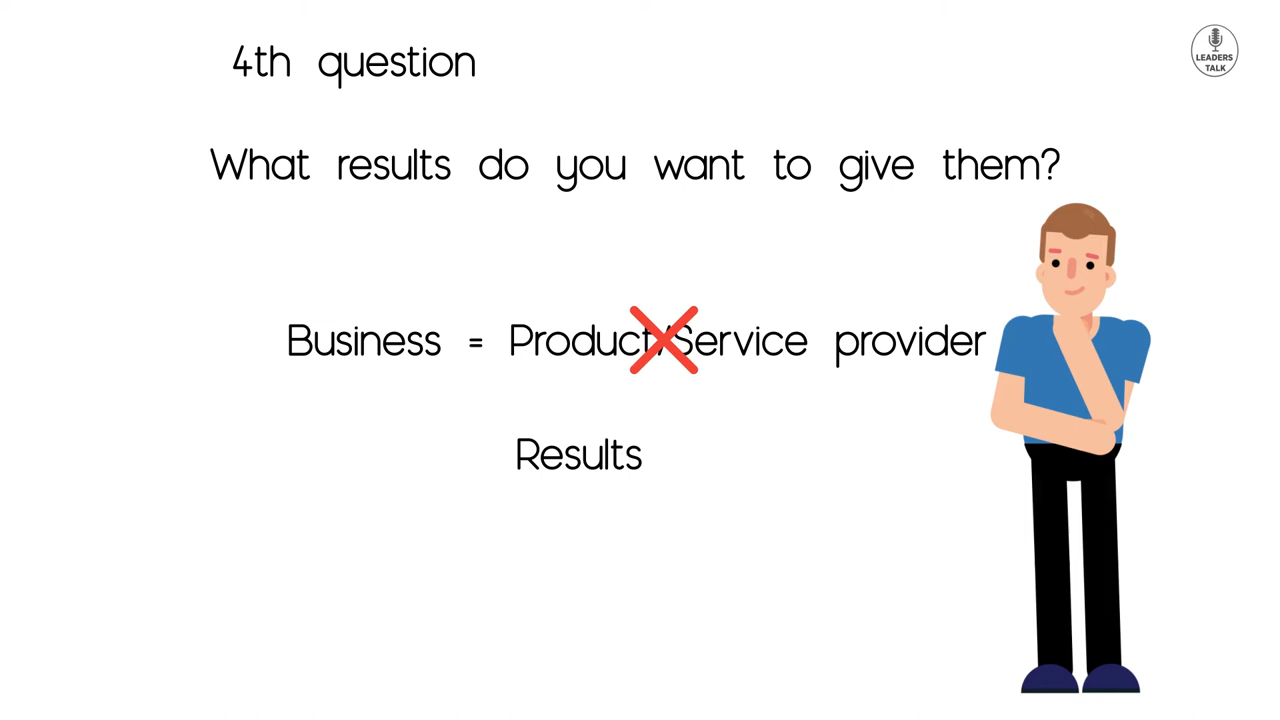 LEADERS
TALK
4th question
What results do you want to give them?
Business = Product/Service provider
Results